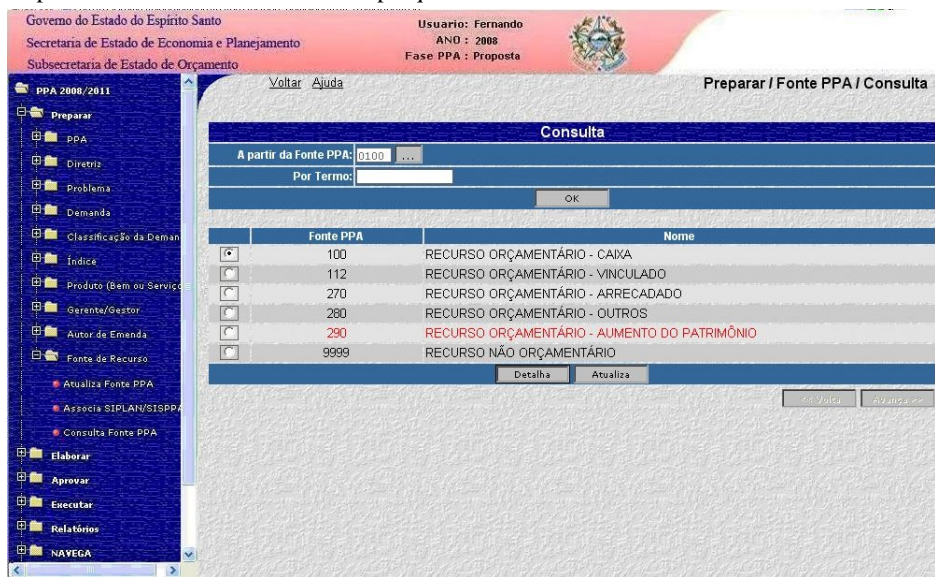 Governo do Estado do Espírito Santo
Secretaria de Estado de Economia e Planejamento
Subsecretaria de Estado de Orçamento
Usuario: Fernando
ANO : 2008
Fase PPA : Proposta
Voltar Ajuda
Preparar / Fonte PPA / Consulta
PPA 2008/2011
Preparar
PPA
Diretriz
Problema
Demanda
Classificação da Deman
Índice
Produto (Bem ou Serviço
Gerente/Gestor
Autor de Emenda
Fonte de Recurso
Atualiza Fonte PPA
Associa SIPLAN/SISPPA
Consulta Fonte PPA
Elaborar
Aprovar
Executar
Relatórios
NAVEGA
Consulta
A partir da Fonte PPA: 0100 ...
Por Termo:
OK
Fonte PPA Nome
100 RECURSO ORÇAMENTÁRIO - CAIXA
112 RECURSO ORÇAMENTÁRIO - VINCULADO
270 RECURSO ORÇAMENTÁRIO - ARRECADADO
280 RECURSO ORÇAMENTÁRIO - OUTROS
290 RECURSO ORÇAMENTÁRIO - AUMENTO DO PATRIMÔNIO
9999 RECURSO NÃO ORÇAMENTÁRIO
Detalha Atualiza
<< Volta Avança >>